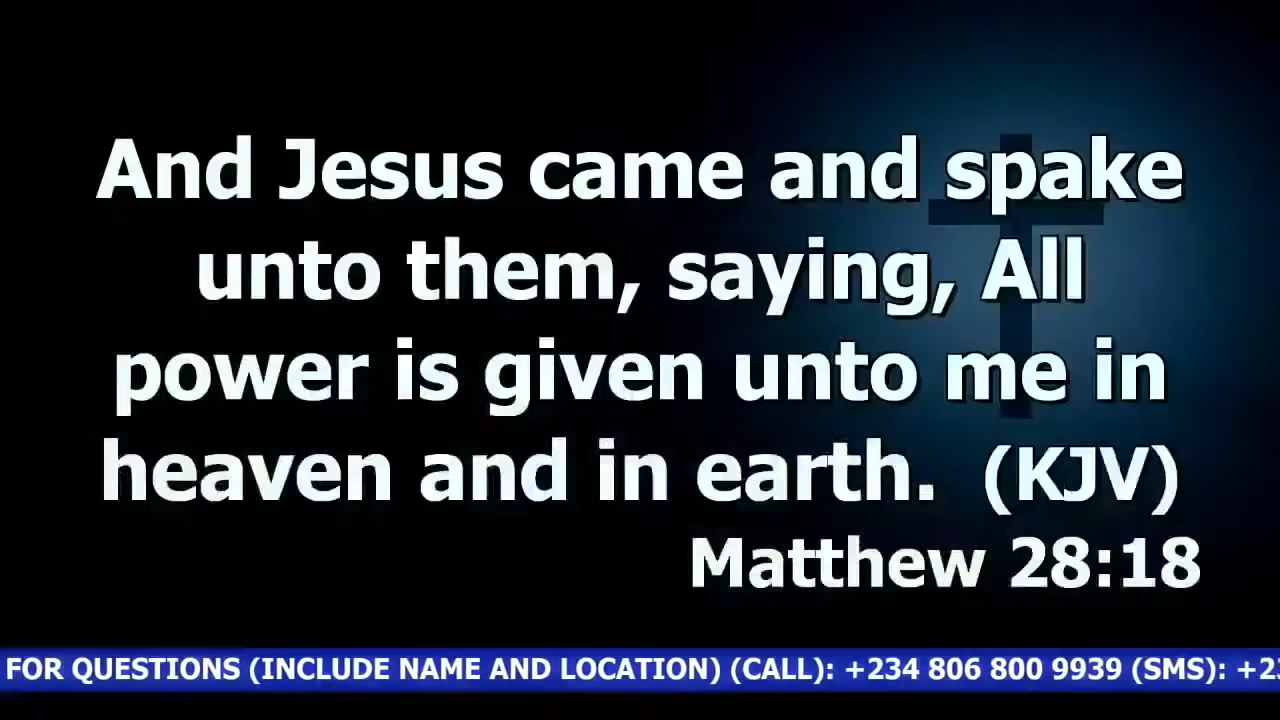 And Jesus came and spake
unto them, saying, All
power is given unto me in
heaven and in earth.  (KJV)
Matthew 28:18
FOR QUESTIONS (INCLUDE NAME AND LOCATION) (CALL): +234 806 800 9939 (SMS): +23